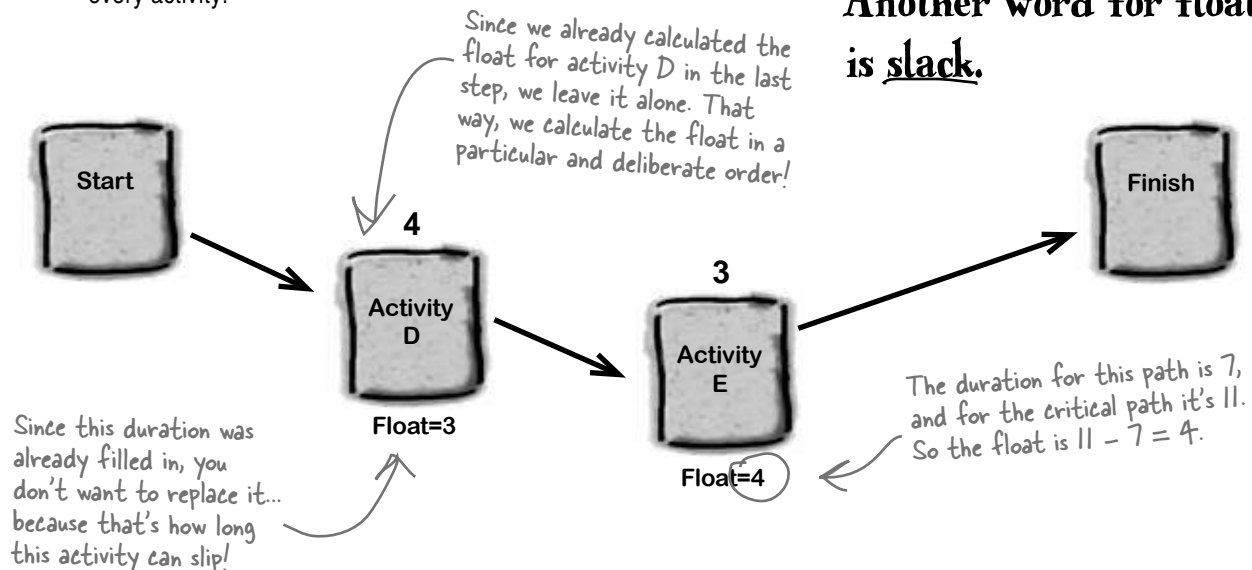 every activity.
Another word for float
is slack.
Since we already calculated the
float for activity D in the last
step, we leave it alone. That
way, we calculate the float in a
particular and deliberate order!
Start
Finish
4
Activity
D
Float=3
3
Activity
E
Float=4
Since this duration was
already filled in, you
don't want to replace it...
because that's how long
this activity can slip!
The duration for this path is 7,
and for the critical path it's 11.
So the float is 11 – 7 = 4.